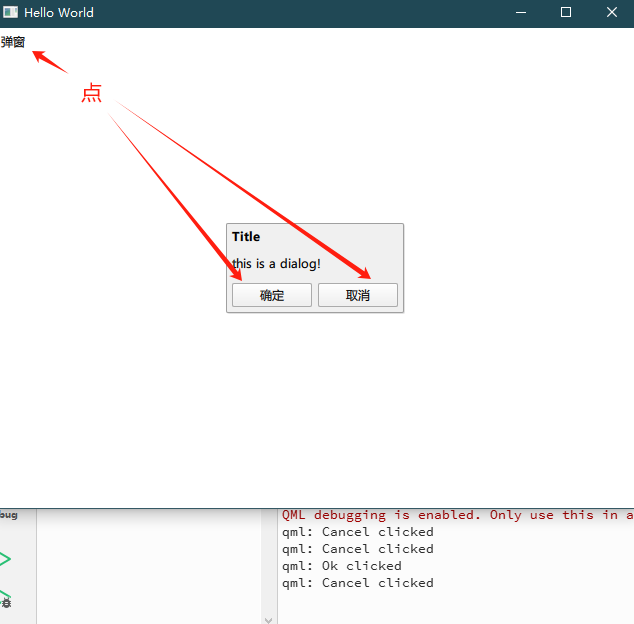 Hello World
弹窗
点
Title
this is a dialog!
确定
取消
bug
QML debugging is enabled. Only use this in a
qml: Cancel clicked
qml: Cancel clicked
qml: Ok clicked
qml: Cancel clicked